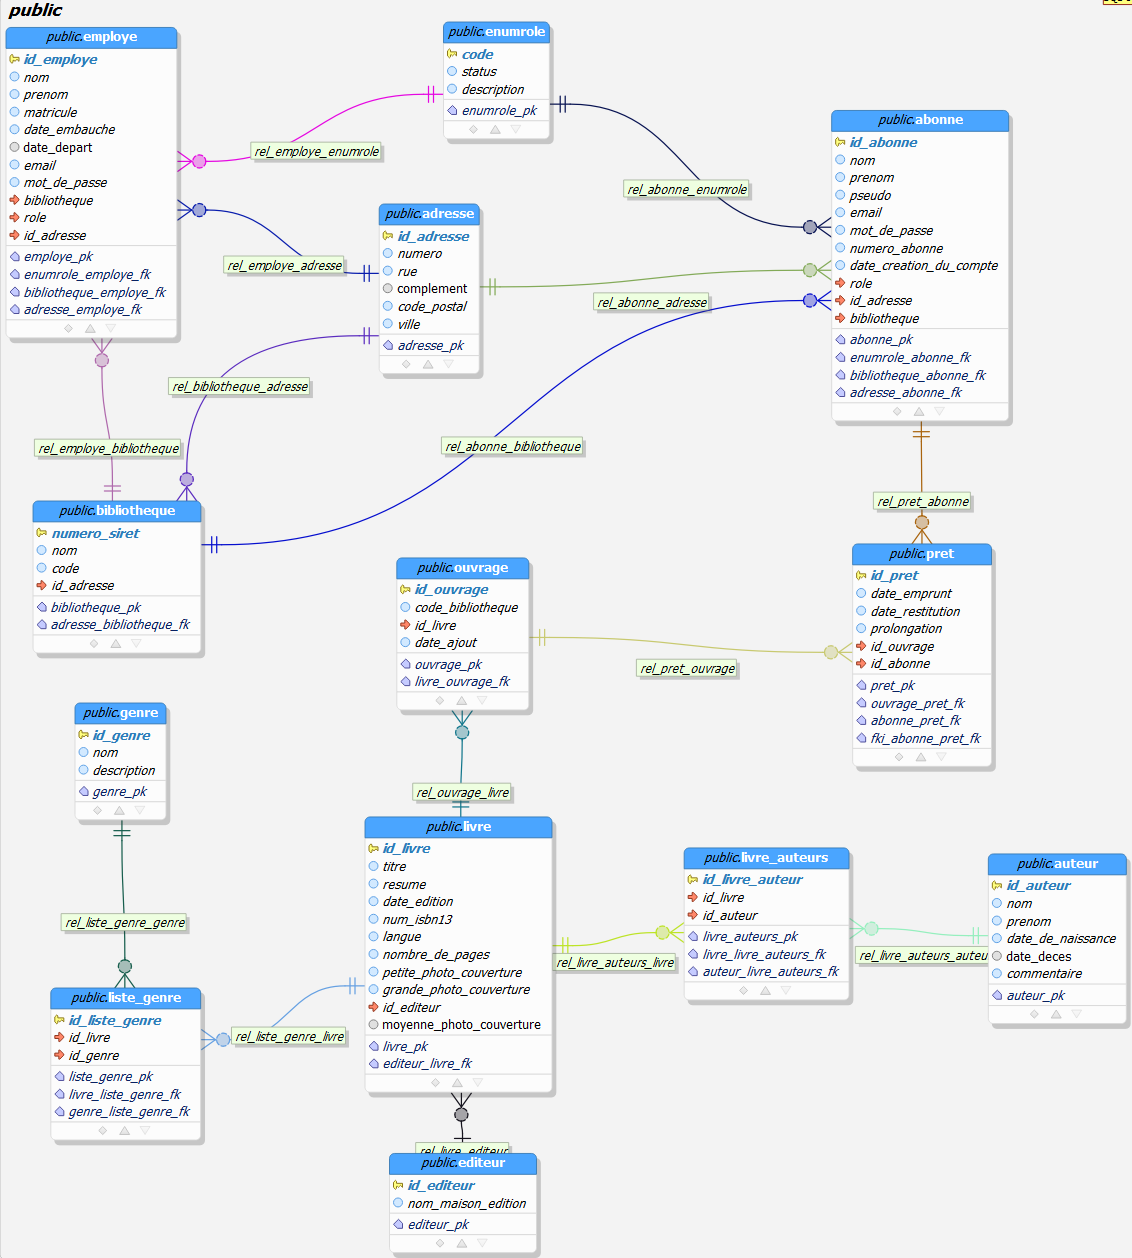 public
public.employe
id_employe
nom
prenom
matricule
date_embauche
date_depart
email
mot_de_passe
bibliotheque
role
id_adresse
employe_pk
enumrole_employe_fk
bibliotheque_employe_fk
adresse_employe_fk
public.enumrole
code
status
description
enumrole_pk
rel_employe_enumrole
rel_abonne_enumrole
public.abonne
id_abonne
nom
prenom
pseudo
email
mot_de_passe
numero_abonne
date_creation_du_compte
role
id_adresse
bibliotheque
abonne_pk
enumrole_abonne_fk
bibliotheque_abonne_fk
adresse_abonne_fk
public.adresse
id_adresse
numero
rue
complement
code_postal
ville
adresse_pk
rel_employe_adresse
rel_abonne_adresse
rel_bibliotheque_adresse
rel_employe_bibliotheque
rel_abonne_bibliotheque
rel_pret_abonne
public.bibliotheque
numero_siret
nom
code
id_adresse
bibliotheque_pk
adresse_bibliotheque_fk
public.ouvrage
id_ouvrage
code_bibliotheque
id_livre
date_ajout
ouvrage_pk
livre_ouvrage_fk
rel_pret_ouvrage
public.pret
id_pret
date_emprunt
date_restitution
prolongation
id_ouvrage
id_abonne
pret_pk
ouvrage_pret_fk
abonne_pret_fk
fki_abonne_pret_fk
public.genre
id_genre
nom
description
genre_pk
rel_ouvrage_livre
rel_liste_genre_genre
public.livre
id_livre
titre
resume
date_edition
num_isbn13
langue
nombre_de_pages
petite_photo_couverture
grande_photo_couverture
id_editeur
moyenne_photo_couverture
livre_pk
editeur_livre_fk
public.livre_auteurs
id_livre_auteur
id_livre
id_auteur
livre_auteurs_pk
livre_livre_auteurs_fk
auteur_livre_auteurs_fk
rel_livre_auteurs_livre
rel_livre_auteurs_auteu
public.auteur
id_auteur
nom
prenom
date_de_naissance
date_deces
commentaire
auteur_pk
public.liste_genre
id_liste_genre
id_livre
id_genre
liste_genre_pk
livre_liste_genre_fk
genre_liste_genre_fk
rel_liste_genre_livre
rel_livre_editeur
public.editeur
id_editeur
nom_maison_edition
editeur_pk